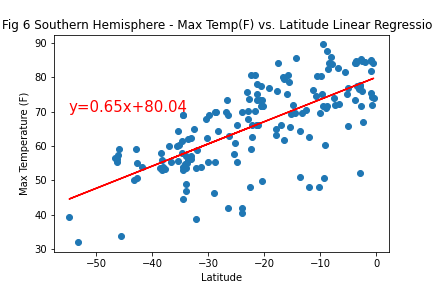 Fig 6 Southern Hemisphere - Max Temp(F) vs. Latitude Linear Regressio
90
80
y=0.65x+80.04
70
60
50
40
30
Max Temperature (F)
−50 −40 −30 −20 −10 0
Latitude